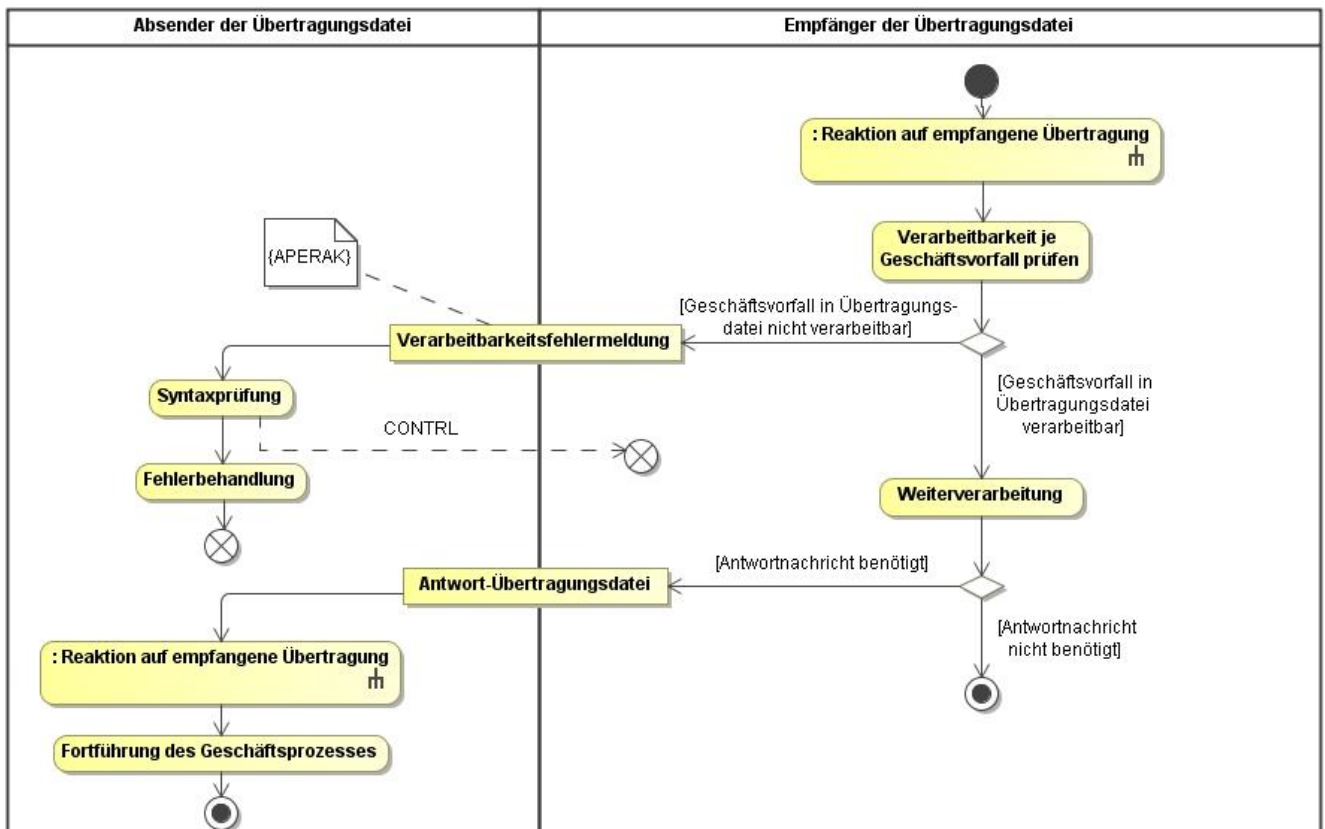 Absender der Übertragungsdatei
Empfänger der Übertragungsdatei
: Reaktion auf empfangene Übertragung
Verarbeitbarkeit je
Geschäftsvorfall prüfen
{APERAK}
[Geschäftsvorfall in Übertragungs-
datei nicht verarbeitbar]
Verarbeitbarkeitsfehlermeldung
[Geschäftsvorfall in
Übertragungsdatei
verarbeitbar]
Syntaxprüfung
CONTRL
Fehlerbehandlung
Weiterverarbeitung
[Antwortnachricht benötigt]
Antwort-Übertragungsdatei
[Antwortnachricht
nicht benötigt]
: Reaktion auf empfangene Übertragung
Fortführung des Geschäftsprozesses